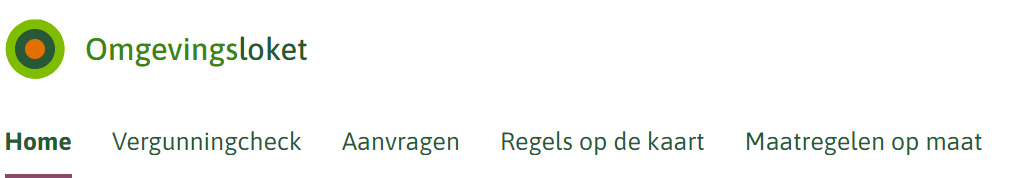 Omgevingsloket
Home Vergunningcheck Aanvragen Regels op de kaart Maatregelen op maat